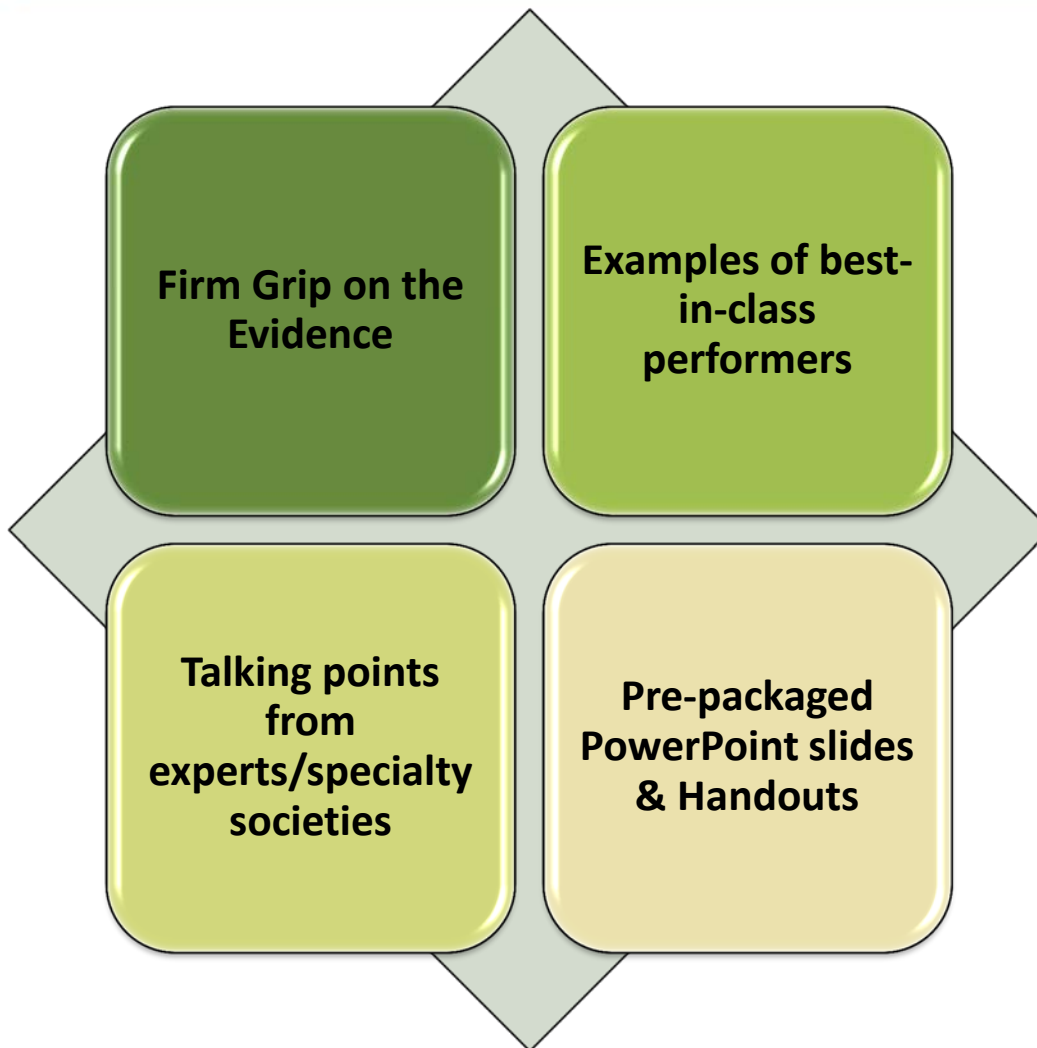 Firm Grip on the
Evidence
Examples of best-
in-class
performers
Talking points
from
experts/specialty
societies
Pre-packaged
PowerPoint slides
& Handouts